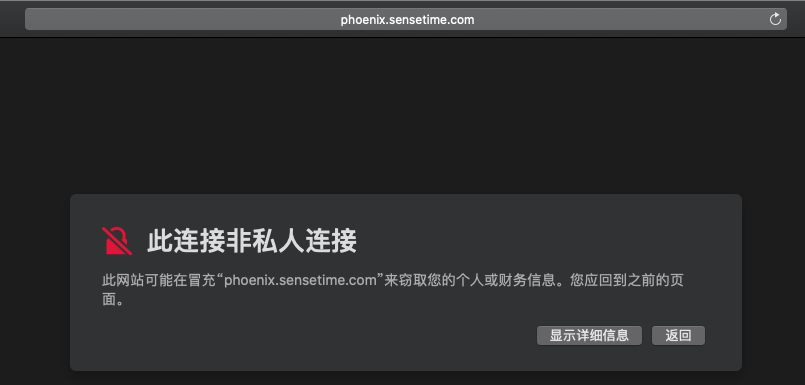 phoenix.sensetime.com
此连接非私人连接
此网站可能在冒充“phoenix.sensetime.com”来窃取您的个人或财务信息。您应回到之前的页
面。
显示详细信息 返回